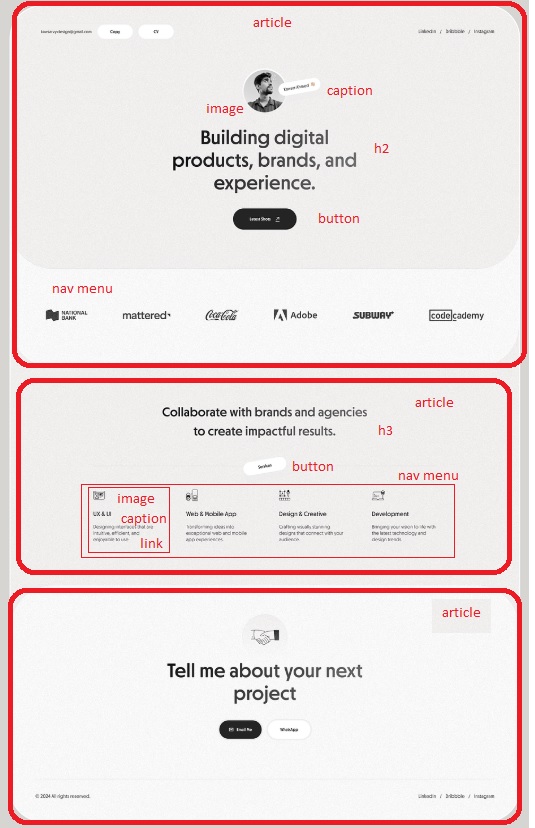 article
Copy
CV
LinkedIn / Dribbble / Instagram
caption
image
Building digital
products, brands, and
experience.
h2
Latest Shots
button
nav menu
NATIONAL
BANK
mattered
Coca-Cola
Adobe
SUBWAY
codecademy
article
Collaborate with brands and agencies
to create impactful results.
h3
Services
button
nav menu
image
UX & UI
Web & Mobile App
Design & Creative
Development
caption
Designing interfaces that are
intuitive, efficient, and
enjoyable to use.
link
Transforming ideas into
exceptional web and mobile
app experiences.
Crafting visually stunning
designs that connect with your
audience.
Bringing your vision to life with
the latest technology and
design trends.
article
Tell me about your next
project
Email Me
WhatsApp
© 2024 All rights reserved.
LinkedIn / Dribbble / Instagram